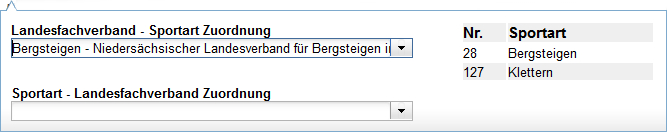 Landesfachverband - Sportart Zuordnung
Bergsteigen - Niedersächsischer Landesverband für Bergsteigen i
Sportart - Landesfachverband Zuordnung
Nr. Sportart
28 Bergsteigen
127 Klettern